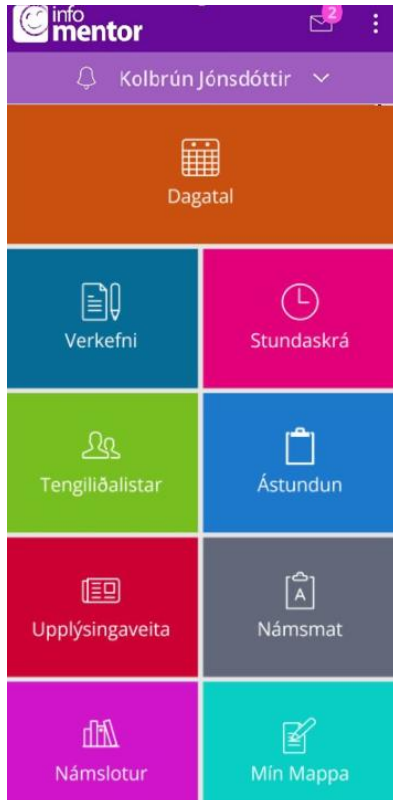 info
mentor
2
Kolbrún Jónsdóttir
Dagatal
Verkefni
Stundaskrá
Tengiliðalistar
Ástundun
Upplýsingaveita
A
Námsmat
Námslotur
Mín Mappa